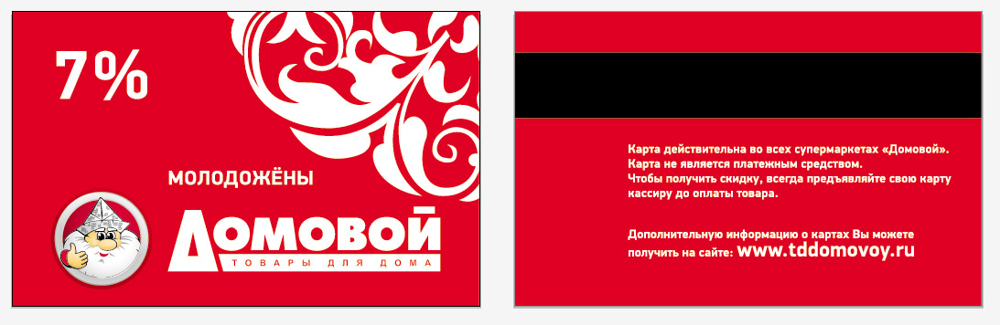 7%
МОЛОДОЖЁНЫ
ДОМОВОЙ
ТОВАРЫ ДЛЯ ДОМА
Карта действительна во всех супермаркетах «Домовой».
Карта не является платежным средством.
Чтобы получить скидку, всегда предъявляйте свою карту
кассиру до оплаты товара.
Дополнительную информацию о картах Вы можете
получить на сайте: www.tddomovoy.ru